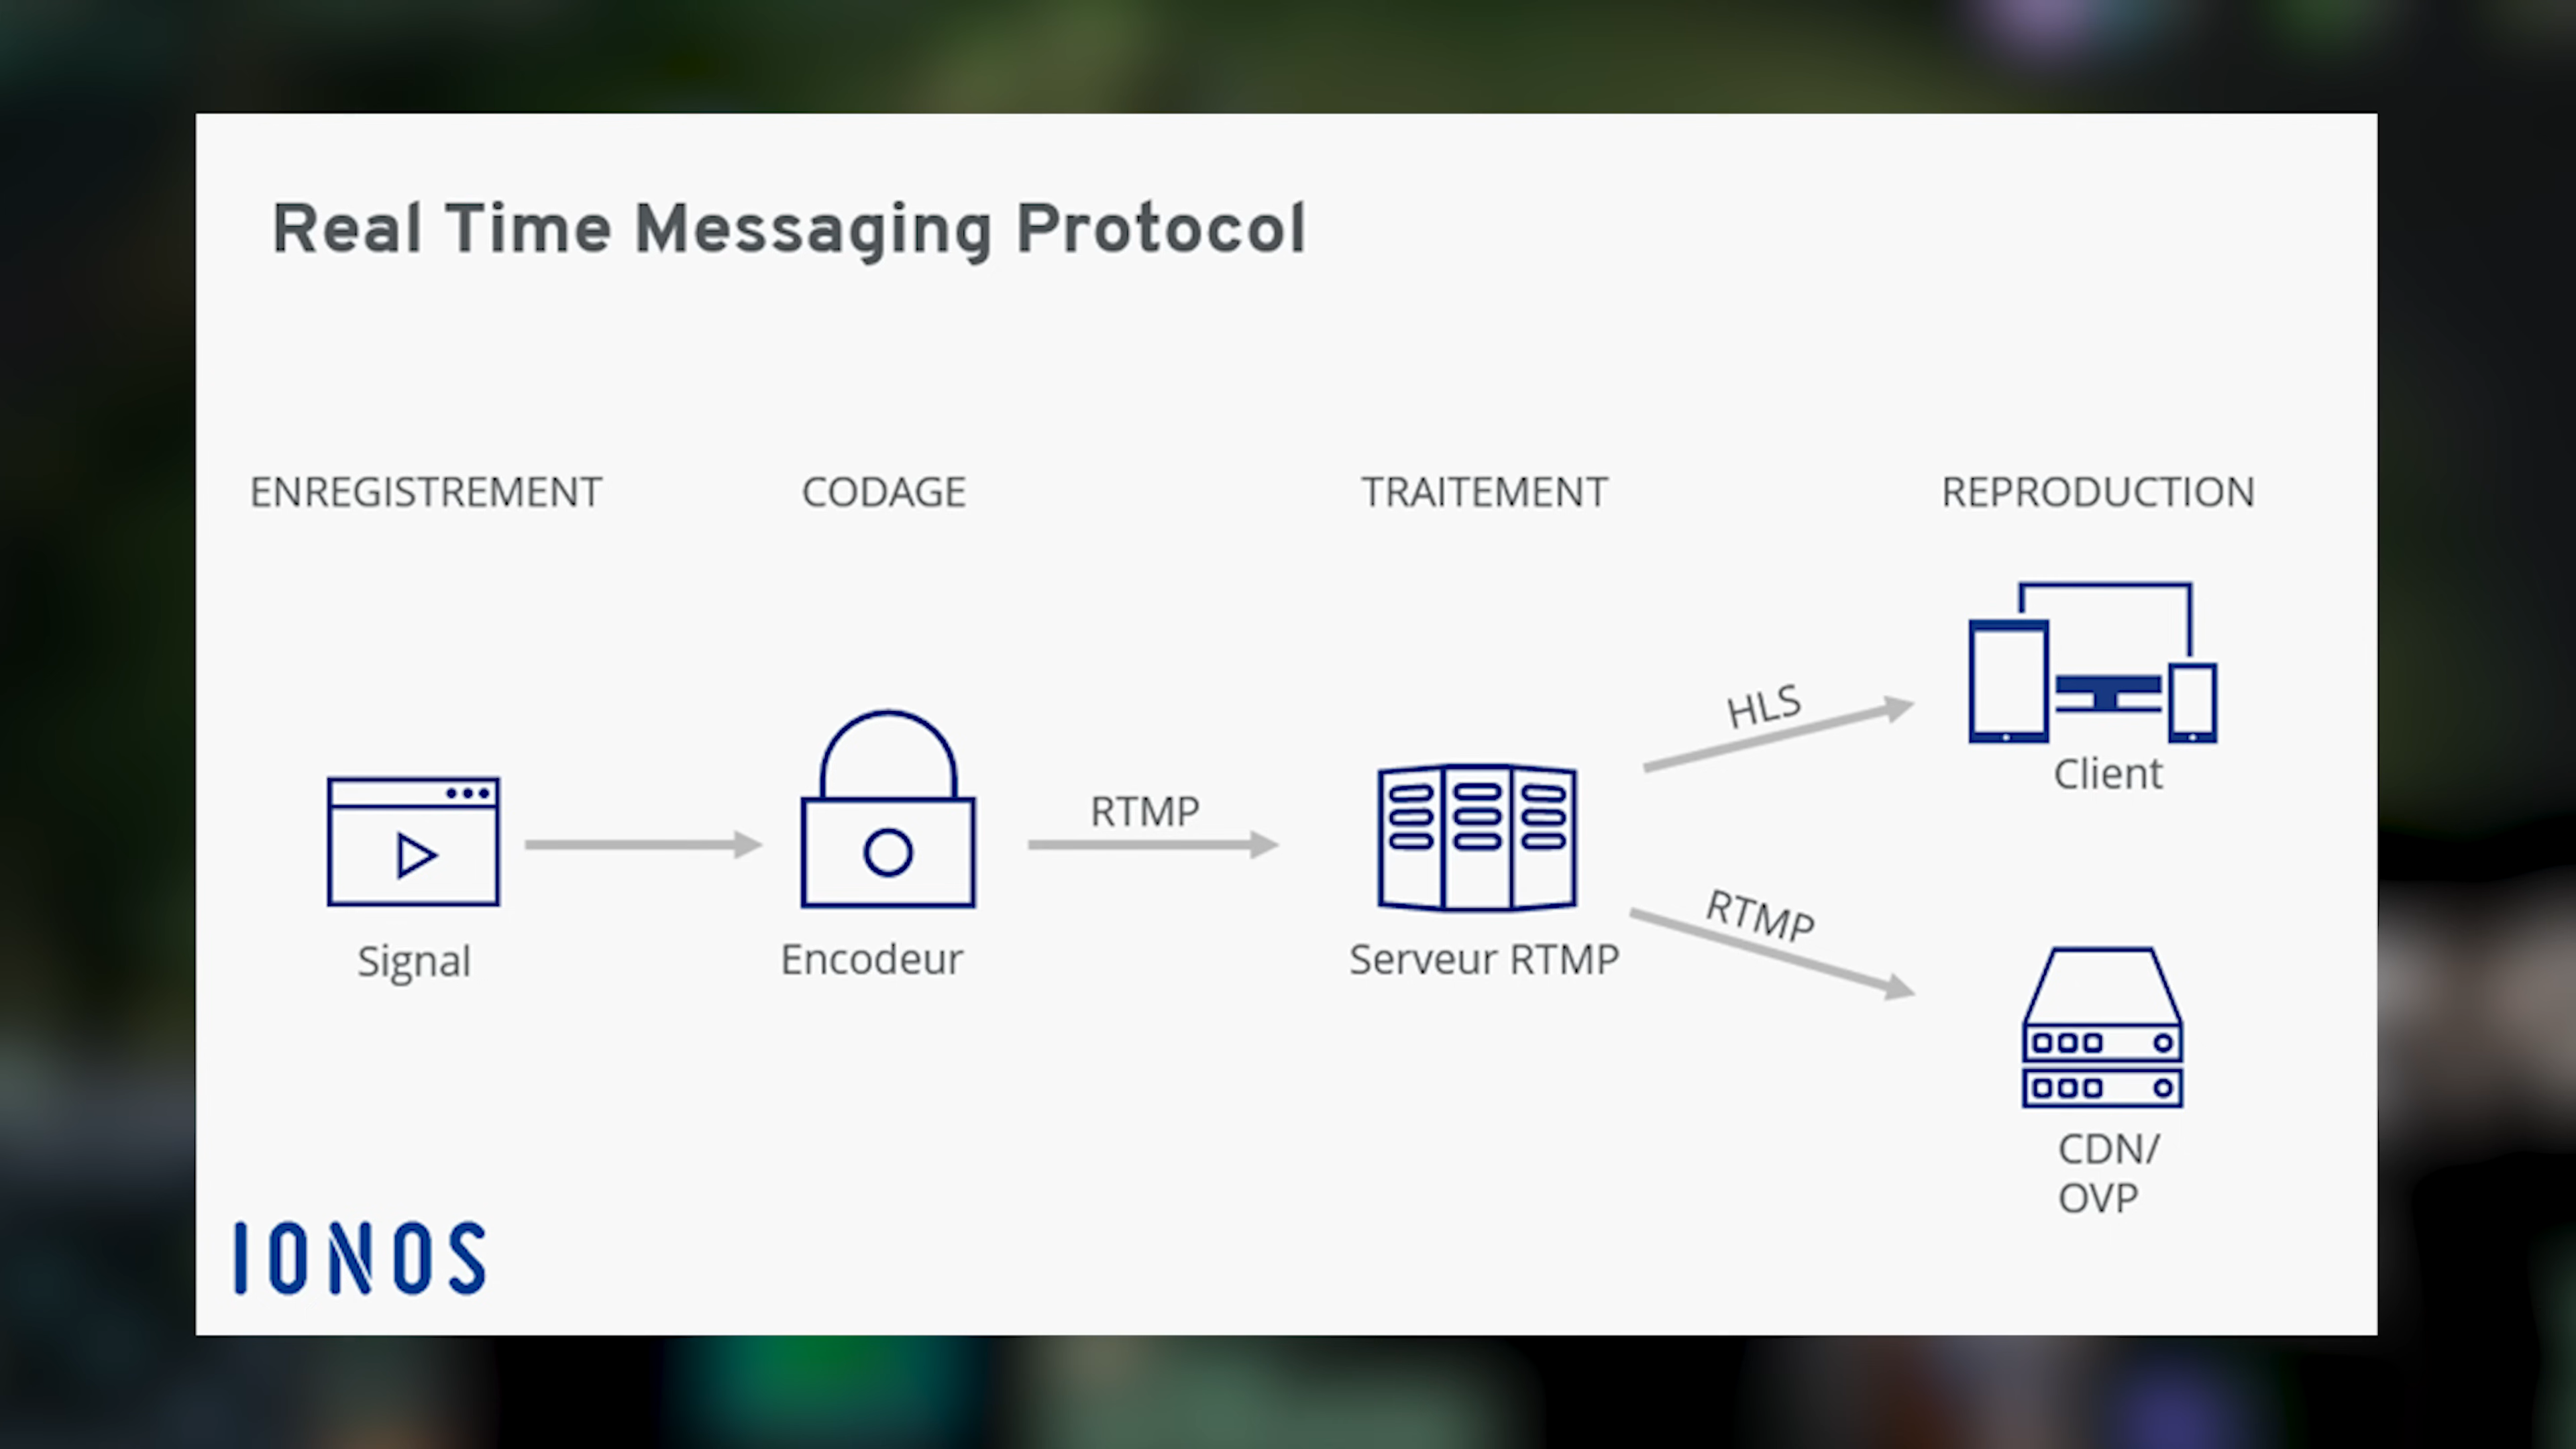 Real Time Messaging Protocol
ENREGISTREMENT
CODAGE
TRAITEMENT
REPRODUCTION
HLS
Client
RTMP
RTMP
Signal
Encodeur
Serveur RTMP
CDN/
OVP
IONOS